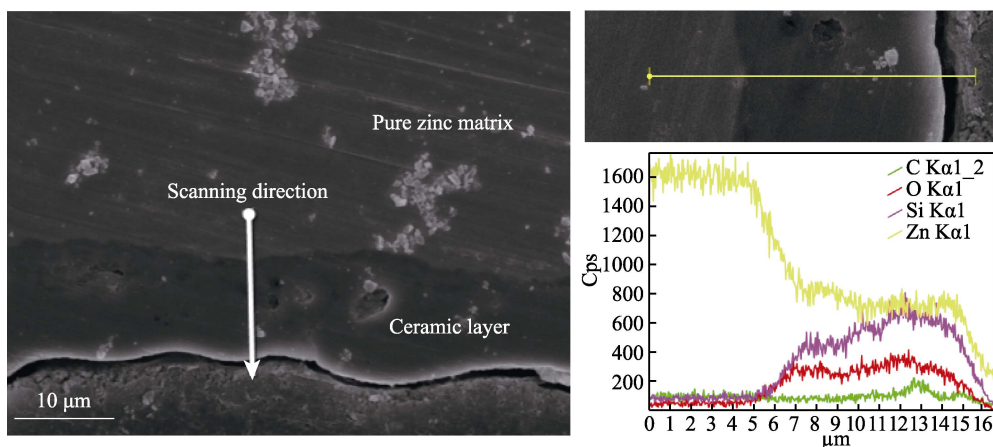 Pure zinc matrix
Scanning direction
Ceramic layer
10 μm
1600
1400
1200
1000
800
600
400
200
Cps
C Kα1_2
O Kα1
Si Kα1
Zn Kα1
0 1 2 3 4 5 6 7 8 9 10 11 12 13 14 15 16
μm